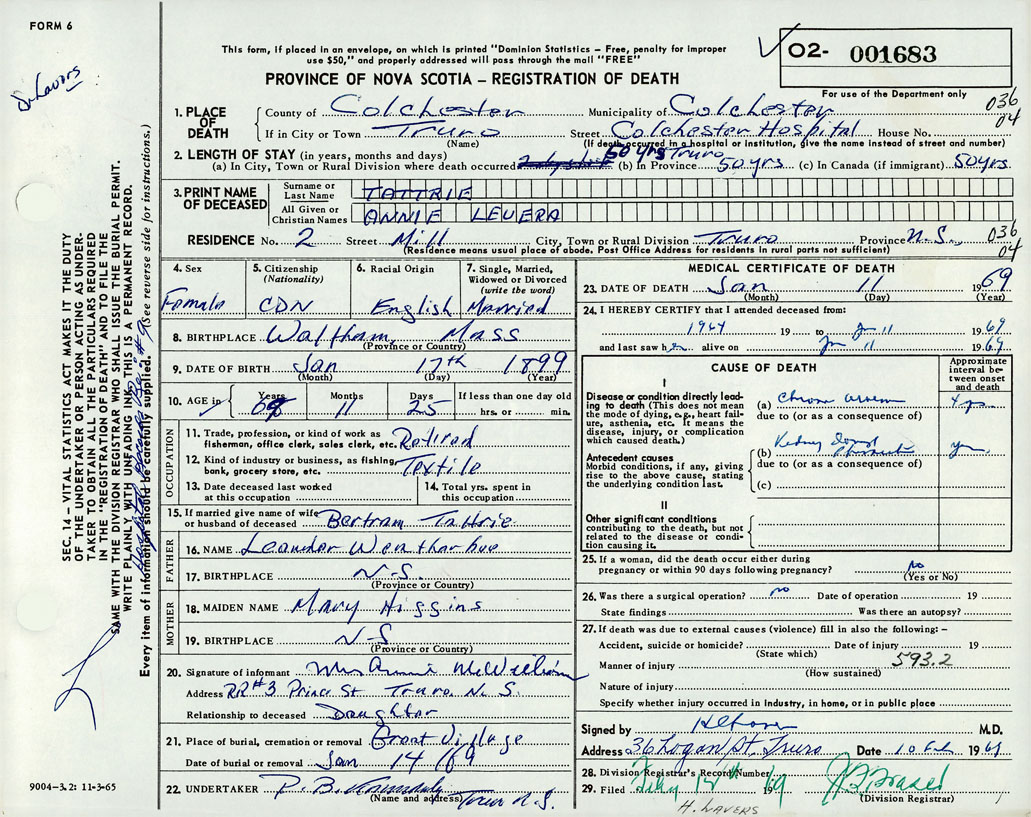 FORM 6
Dr Lavors
This form, if placed in an envelope, on which is printed "Dominion Statistics – Free, penalty for improper
use $50," and properly addressed will pass through the mail "FREE"
PROVINCE OF NOVA SCOTIA – REGISTRATION OF DEATH
O2- 001683
For use of the Department only
036
04
1. PLACE OF DEATH
County of Colchester Municipality of Colchester
If in City or Town Truro Street Colchester Hospital House No.
(Name) (If death occurred in a hospital or institution, give the name instead of street and number)
2. LENGTH OF STAY (in years, months and days)
(a) In City, Town or Rural Division where death occurred 50 yrs Truro (b) In Province 50 yrs (c) In Canada (if immigrant) 50 yrs
3. PRINT NAME OF DECEASED
Surname or Last Name TATTRIE
All Given or Christian Names ANNIE LEVERA
RESIDENCE No. 2 Street Mill City, Town or Rural Division Truro Province N.S. 036
04
(Residence means usual place of abode. Post Office Address for residents in rural parts not sufficient)
4. Sex Female
5. Citizenship (Nationality) CDN
6. Racial Origin English
7. Single, Married, Widowed or Divorced (write the word) Married
8. BIRTHPLACE Waltham, Mass
(Province or Country)
9. DATE OF BIRTH Jan 17th 1899
(Month) (Day) (Year)
10. AGE in Years Months 11 Days 25 If less than one day old
hrs. or min.
OCCUPATION
11. Trade, profession, or kind of work as
fisherman, office clerk, sales clerk, etc. Retired
12. Kind of industry or business, as fishing,
bank, grocery store, etc. Textile
13. Date deceased last worked
at this occupation
14. Total yrs. spent in
this occupation
15. If married give name of wife
or husband of deceased Bertram Tattrie
FATHER
16. NAME Leander Weatherbee
17. BIRTHPLACE N.S.
(Province or Country)
MOTHER
18. MAIDEN NAME Mary Higgins
19. BIRTHPLACE N-S
(Province or Country)
20. Signature of informant Mrs Annie McWilliam
Address RR#3 Prince St Truro. N. S.
Relationship to deceased Daughter
21. Place of burial, cremation or removal Great Village
Date of burial or removal Jan 14 /69
22. UNDERTAKER P. B.
(Name and address) Truro N.S.
MEDICAL CERTIFICATE OF DEATH
23. DATE OF DEATH Jan 11 1969
(Month) (Day) (Year)
24. I HEREBY CERTIFY that I attended deceased from:
19 to Jan 11 1969
and last saw her alive on Jan 11 1969
CAUSE OF DEATH
Approximate interval between onset and death
I
Disease or condition directly leading to death (This does not mean the mode of dying, e.g., heart failure, asthenia, etc. It means the disease, injury, or complication which caused death.)
(a) Chronic
due to (or as a consequence of)
Antecedent causes
Morbid conditions, if any, giving rise to the above cause, stating the underlying condition last.
(b) Kidney
due to (or as a consequence of)
(c)
II
Other significant conditions
contributing to the death, but not related to the disease or condition causing it.
25. If a woman, did the death occur either during
pregnancy or within 90 days following pregnancy? no
(Yes or No)
26. Was there a surgical operation? no Date of operation 19
State findings Was there an autopsy?
27. If death was due to external causes (violence) fill in also the following: –
Accident, suicide or homicide? Date of injury 19
(State which)
Manner of injury 593.2
(How sustained)
Nature of injury
Specify whether injury occurred in industry, in home, or in public place
Signed by M.D.
Address 36 Logan St, Truro Date 10 Feb 1969
28. Division Registrar's Record Number
29. Filed 19 69
(Division Registrar)
H. LAVERS
SEC. 14 – VITAL STATISTICS ACT MAKES IT THE DUTY
OF THE UNDERTAKER OR PERSON ACTING AS UNDER-
TAKER TO OBTAIN ALL THE PARTICULARS REQUIRED
IN THE "REGISTRATION OF DEATH" AND TO FILE THE
SAME WITH THE DIVISION REGISTRAR WHO SHALL ISSUE THE BURIAL PERMIT.
WRITE PLAINLY WITH UNFADING INK, THIS IS A PERMANENT RECORD.
Every item of information should be carefully supplied. (See reverse side for instructions.)
9004-3.2: 11-3-65